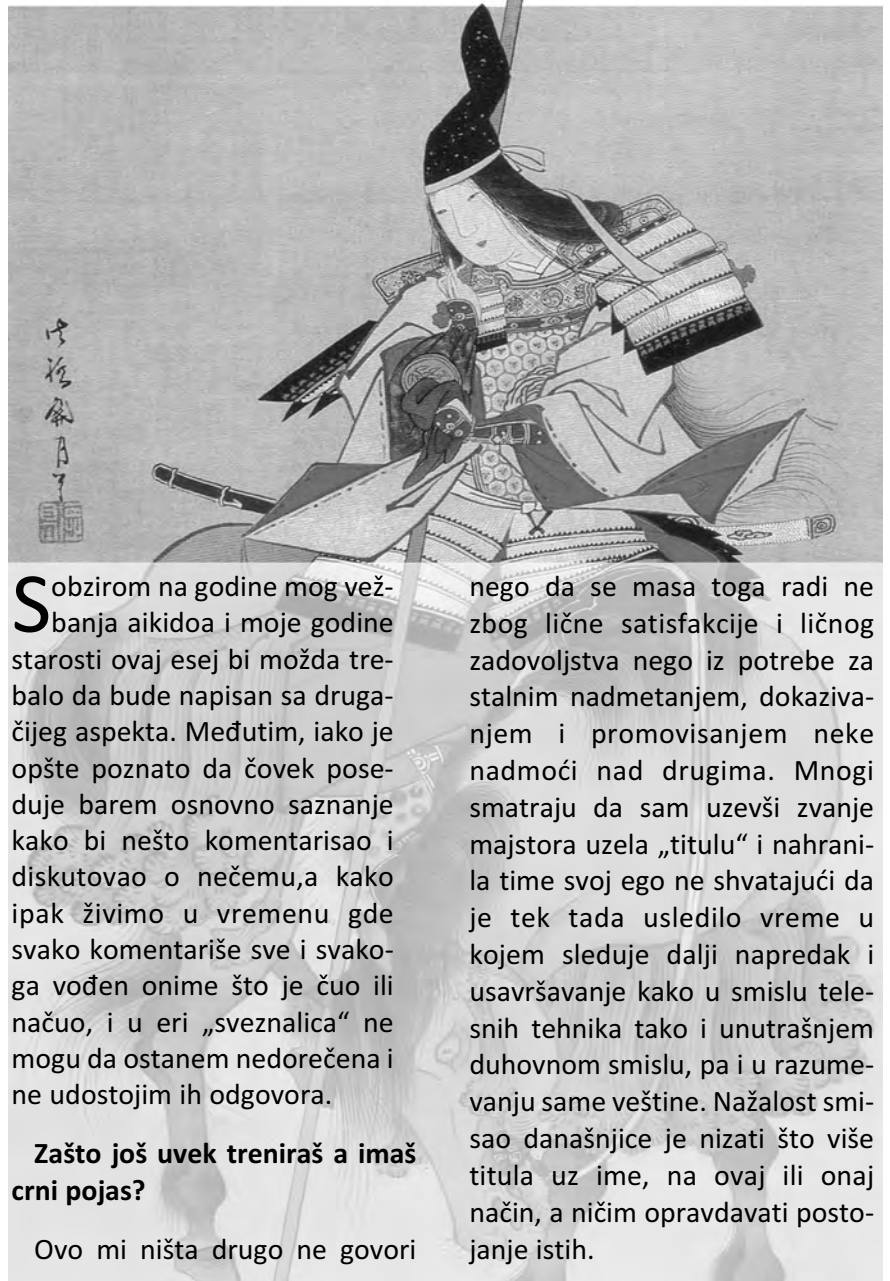 S obzirom na godine mog vež-
banja aikidoa i moje godine
starosti ovaj esej bi možda tre-
balo da bude napisan sa druga-
čijeg aspekta. Međutim, iako je
opšte poznato da čovek pose-
duje barem osnovno saznanje
kako bi nešto komentarisao i
diskutovao o nečemu,a kako
ipak živimo u vremenu gde
svako komentariše sve i svako-
ga vođen onime što je čuo ili
načuo, i u eri „sveznalica“ ne
mogu da ostanem nedorečena i
ne udostojim ih odgovora.
Zašto još uvek treniraš a imaš
crni pojas?
Ovo mi ništa drugo ne govori
nego da se masa toga radi ne
zbog lične satisfakcije i ličnog
zadovoljstva nego iz potrebe za
stalnim nadmetanjem, dokaziva-
njem i promovisanjem neke
nadmoći nad drugima. Mnogi
smatraju da sam uzevši zvanje
majstora uzela „titulu“ i nahrani-
la time svoj ego ne shvatajući da
je tek tada usledilo vreme u
kojem sleduje dalji napredak i
usavršavanje kako u smislu tele-
snih tehnika tako i unutrašnjem
duhovnom smislu, pa i u razume-
vanju same veštine. Nažalost smi-
sao današnjice je nizati što više
titula uz ime, na ovaj ili onaj
način, a ničim opravdavati posto-
janje istih.